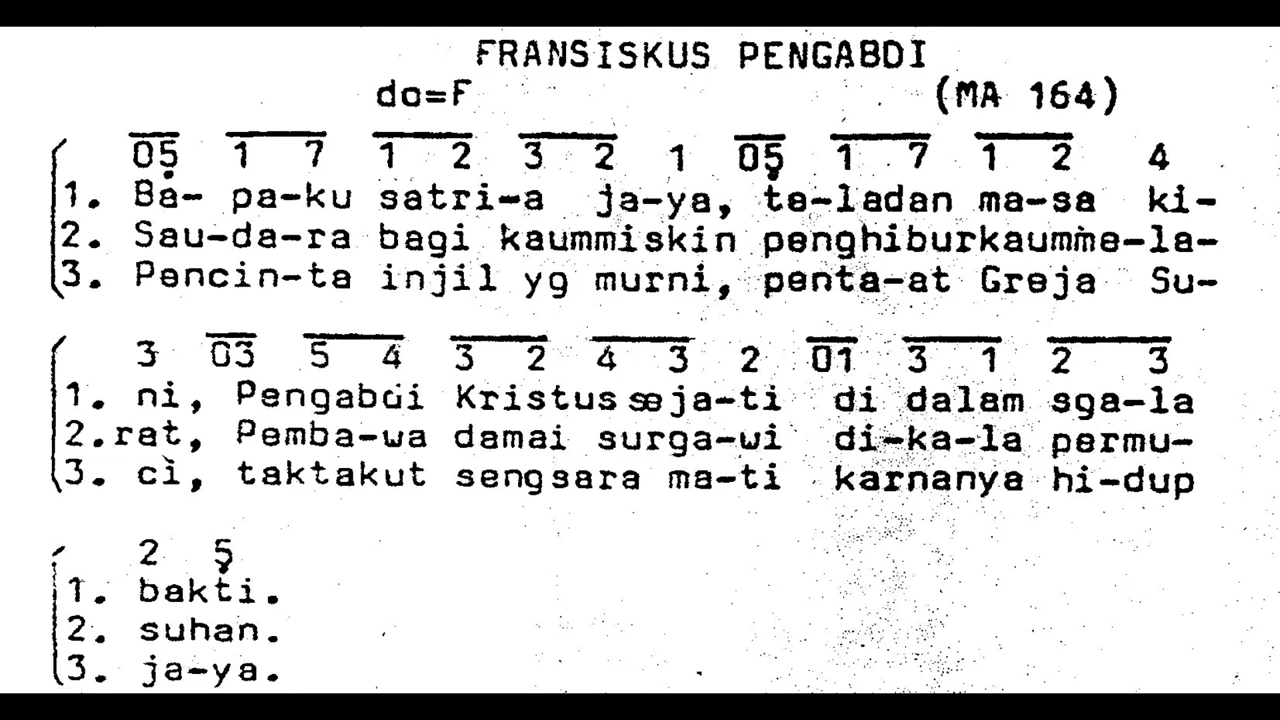 FRANSISKUS PENGABDI
do=F (MA 164)
05̣ 1 7 1 2 3 2 1 05̣ 1 7 1 2 4
1. Ba- pa-ku satri-a ja-ya, te-ladan ma-sa ki-
2. Sau-da-ra bagi kaummiskin penghiburkaumme-la-
3. Pencin-ta injil yg murni, penta-at Greja Su-
3 03 5 4 3 2 4 3 2 01 3 1 2 3
1. ni, Pengabdi Kristus seja-ti di dalam sga-la
2.rat, Pemba-wa damai surga-wi di-ka-la permu-
3. ci, taktakut sengsara ma-ti karnanya hi-dup
2 5̣
1. bakti.
2. suhan.
3. ja-ya.